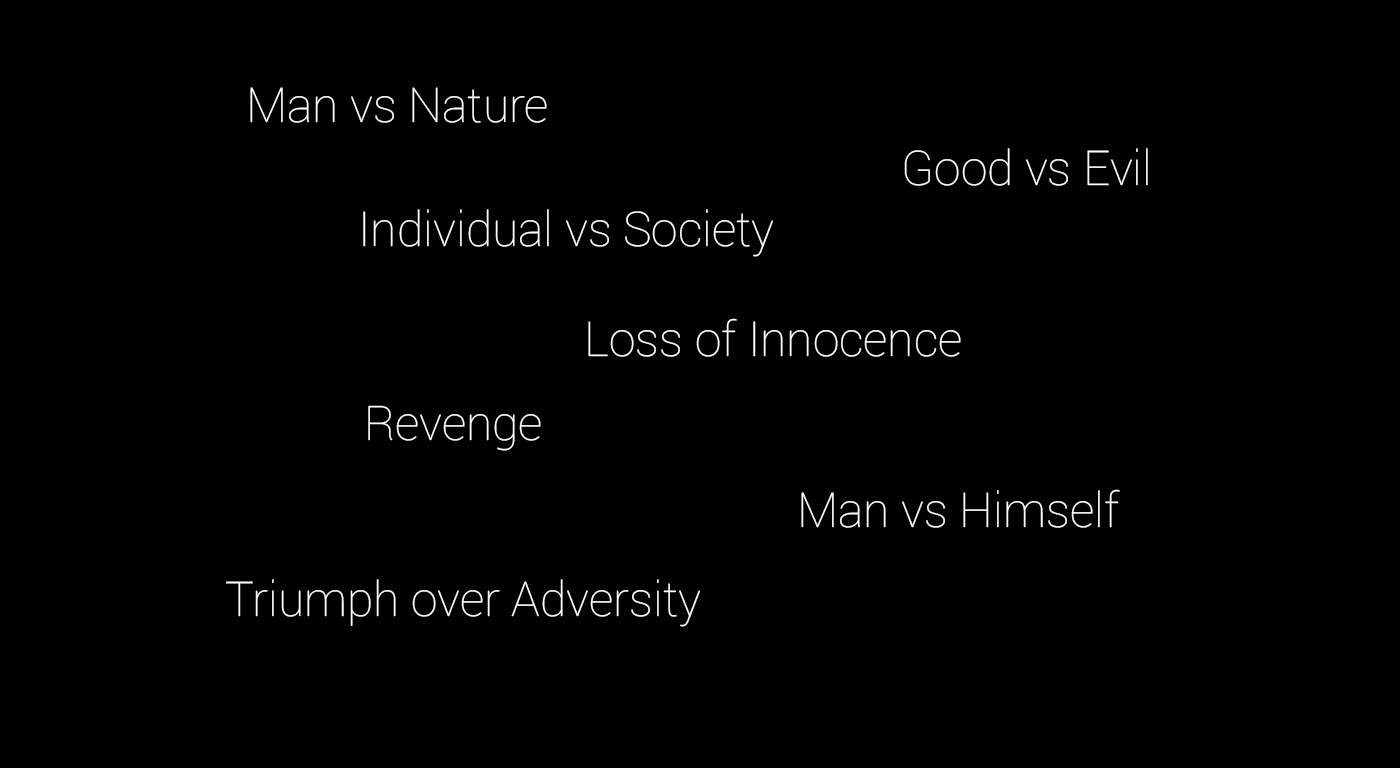 Man vs Nature
Good vs Evil
Individual vs Society
Loss of Innocence
Revenge
Man vs Himself
Triumph over Adversity